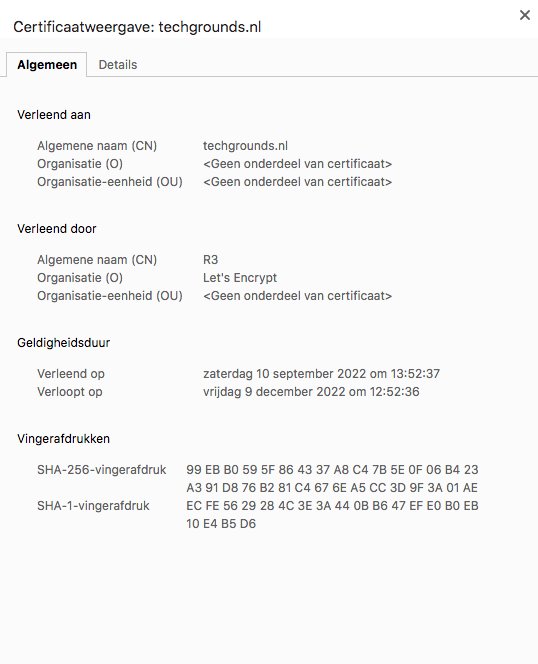 Certificaatweergave: techgrounds.nl
Algemeen Details
Verleend aan
Algemene naam (CN) techgrounds.nl
Organisatie (O) <Geen onderdeel van certificaat>
Organisatie-eenheid (OU) <Geen onderdeel van certificaat>
Verleend door
Algemene naam (CN) R3
Organisatie (O) Let's Encrypt
Organisatie-eenheid (OU) <Geen onderdeel van certificaat>
Geldigheidsduur
Verleend op zaterdag 10 september 2022 om 13:52:37
Verloopt op vrijdag 9 december 2022 om 12:52:36
Vingerafdrukken
SHA-256-vingerafdruk 99 EB B0 59 5F 86 43 37 A8 C4 7B 5E 0F 06 B4 23
A3 91 D8 76 B2 81 C4 67 6E A5 CC 3D 9F 3A 01 AE
SHA-1-vingerafdruk EC FE 56 29 28 4C 3E 3A 44 0B B6 47 EF E0 B0 EB
10 E4 B5 D6